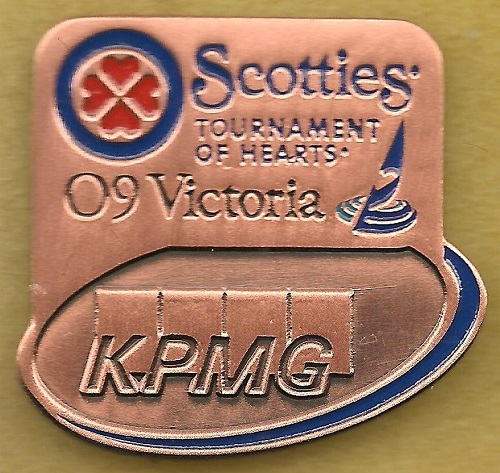 Scotties
TOURNAMENT
OF HEARTS
09 Victoria
KPMG